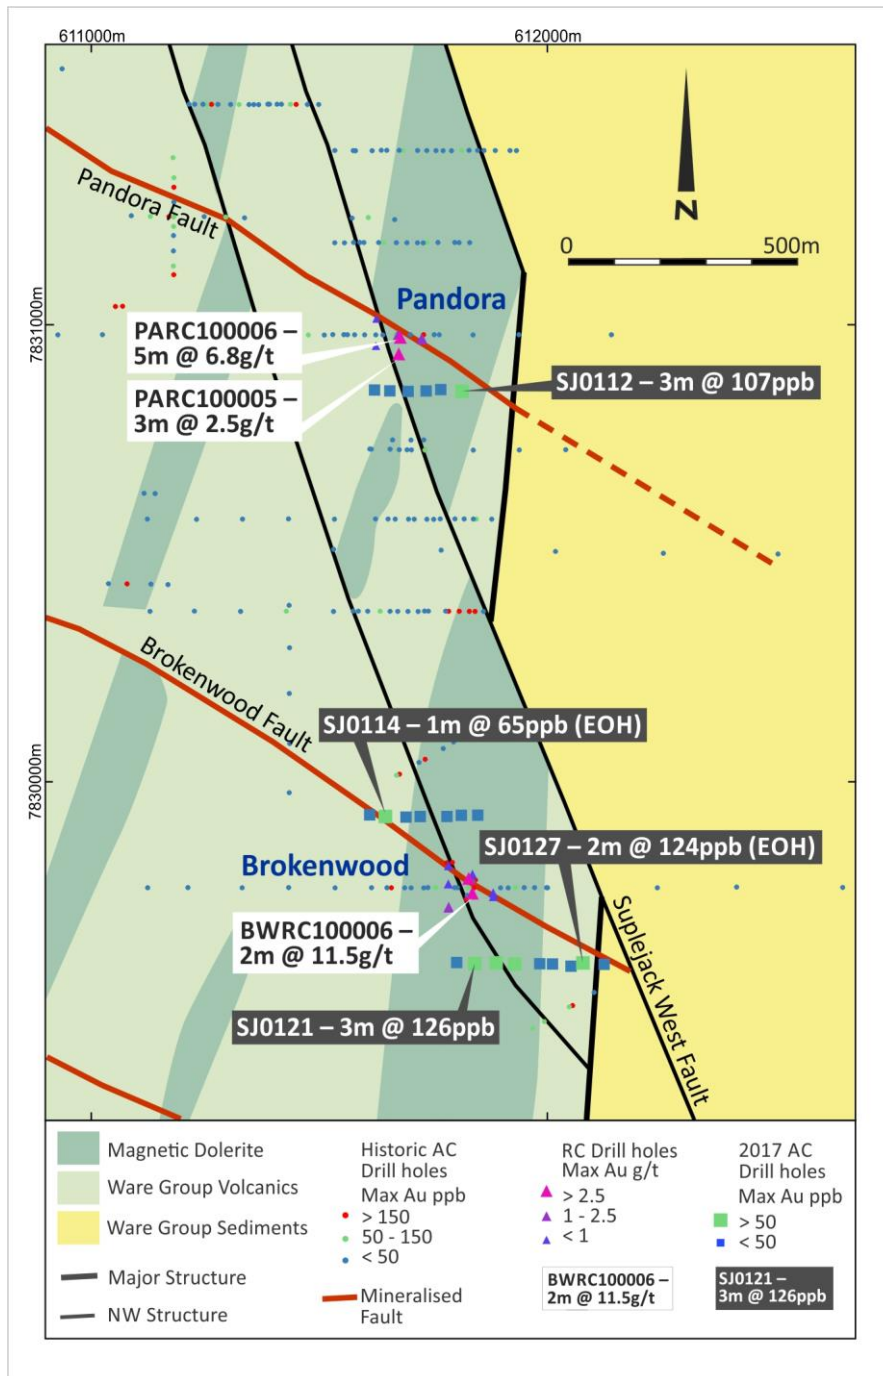 611000m
612000m
Pandora Fault
N
0
500m
Pandora
7831000m
PARC100006 –
5m @ 6.8g/t
PARC100005 –
3m @ 2.5g/t
SJ0112 – 3m @ 107ppb
Brokenwood Fault
SJ0114 – 1m @ 65ppb (EOH)
7830000m
SJ0127 – 2m @ 124ppb (EOH)
Brokenwood
BWRC100006 –
2m @ 11.5g/t
Suplejack West Fault
SJ0121 – 3m @ 126ppb
Magnetic Dolerite
Ware Group Volcanics
Ware Group Sediments
Major Structure
NW Structure
Historic AC
Drill holes
Max Au ppb
> 150
50 - 150
< 50
Mineralised
Fault
RC Drill holes
Max Au g/t
> 2.5
1 - 2.5
< 1
BWRC100006 –
2m @ 11.5g/t
2017 AC
Drill holes
Max Au ppb
> 50
< 50
SJ0121 –
3m @ 126ppb